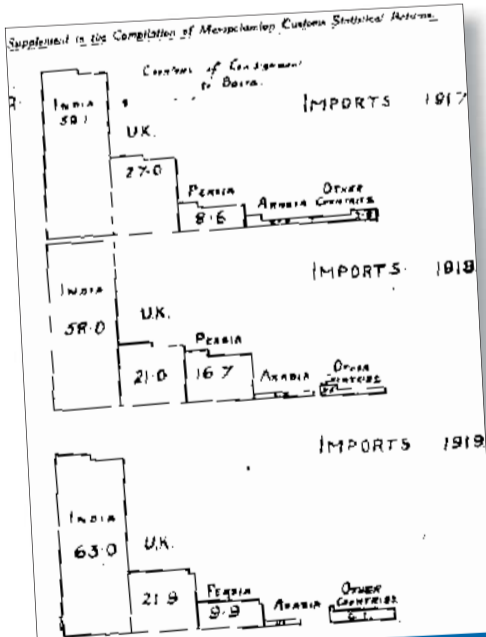 Supplement to the Compilation of Mesopotamian Customs Statistical Returns.
Countries of Consignment
to Basra.
IMPORTS 1917
INDIA
58.1
U.K.
27.0
PERSIA
8.6
ARABIA
OTHER
COUNTRIES
IMPORTS 1918
INDIA
58.0
U.K.
21.0
PERSIA
16.7
ARABIA
OTHER
COUNTRIES
IMPORTS 1919
INDIA
63.0
U.K.
21.9
PERSIA
9.9
ARABIA
OTHER
COUNTRIES